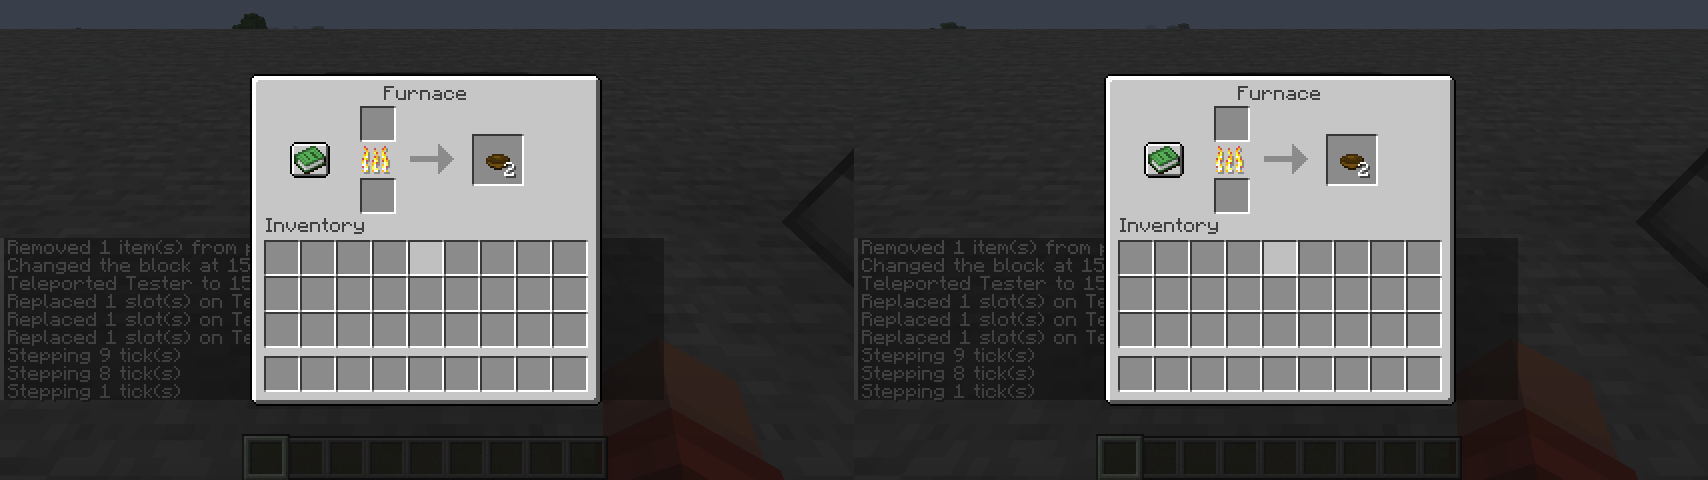 Furnace
2
Inventory
Removed 1 item(s) from
Changed the block at 15
Teleported Tester to 15
Replaced 1 slot(s) on Te
Replaced 1 slot(s) on Te
Replaced 1 slot(s) on Te
Stepping 9 tick(s)
Stepping 8 tick(s)
Stepping 1 tick(s)
Furnace
2
Inventory
Removed 1 item(s) from
Changed the block at 15
Teleported Tester to 15
Replaced 1 slot(s) on Te
Replaced 1 slot(s) on Te
Replaced 1 slot(s) on Te
Stepping 9 tick(s)
Stepping 8 tick(s)
Stepping 1 tick(s)